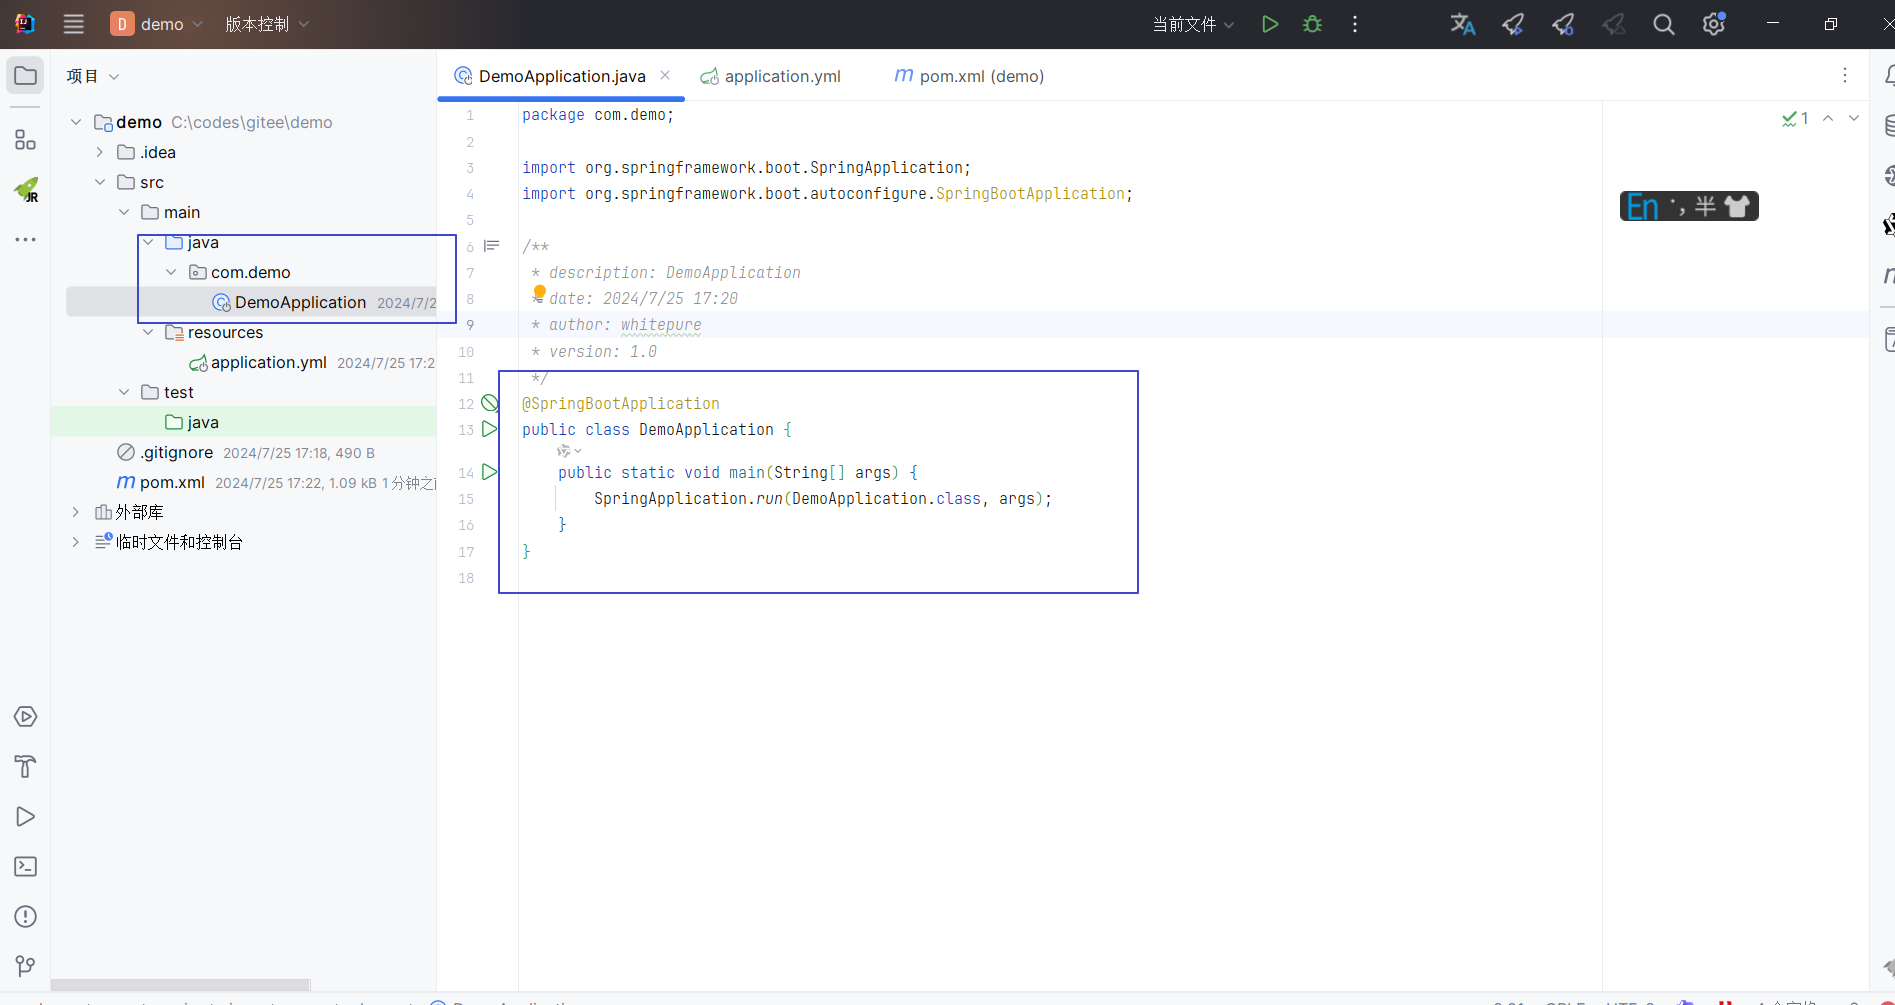 D demo 版本控制 当前文件
项目
DemoApplication.java application.yml m pom.xml (demo)
demo C:\codes\gitee\demo
.idea
src
main
java
com.demo
DemoApplication 2024/7/2
resources
application.yml 2024/7/25 17:2
test
java
.gitignore 2024/7/25 17:18, 490 B
m pom.xml 2024/7/25 17:22, 1.09 kB 1 分钟之前
外部库
临时文件和控制台
1 package com.demo;
2
3 import org.springframework.boot.SpringApplication;
4 import org.springframework.boot.autoconfigure.SpringBootApplication;
5
6 /**
7 * description: DemoApplication
8 * date: 2024/7/25 17:20
9 * author: whitepure
10 * version: 1.0
11 */
12 @SpringBootApplication
13 public class DemoApplication {
14 public static void main(String[] args) {
15 SpringApplication.run(DemoApplication.class, args);
16 }
17 }
18
1
En ·, 半